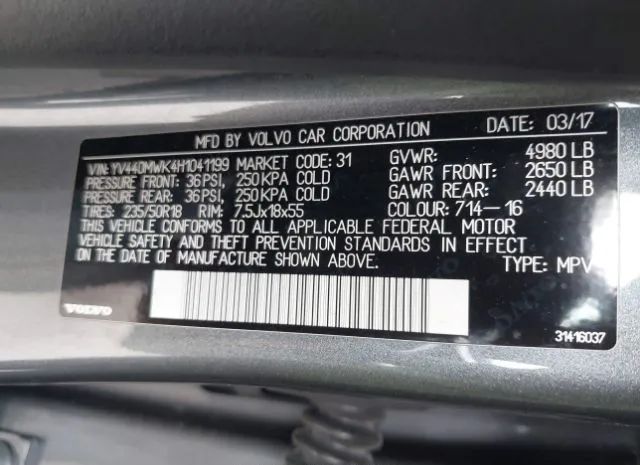 MFD BY VOLVO CAR CORPORATION DATE: 03/17
VIN: YV440MWK4H1041199 MARKET CODE: 31 GVWR: 4980 LB
PRESSURE FRONT: 36 PSI, 250 KPA COLD GAWR FRONT: 2650 LB
PRESSURE REAR: 36 PSI, 250 KPA COLD GAWR REAR: 2440 LB
TIRES: 235/50R18 RIM: 7,5Jx18x55 COLOUR: 714-16
THIS VEHICLE CONFORMS TO ALL APPLICABLE FEDERAL MOTOR
VEHICLE SAFETY AND THEFT PREVENTION STANDARDS IN EFFECT
ON THE DATE OF MANUFACTURE SHOWN ABOVE. TYPE: MPV
VOLVO
31416037